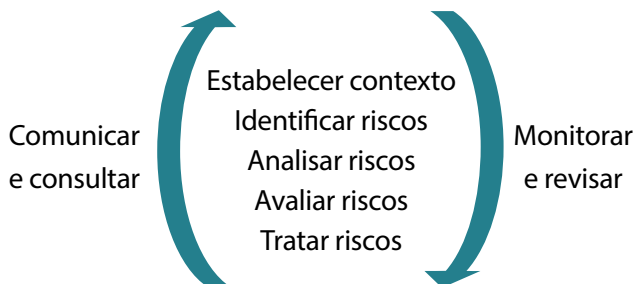 Comunicar
e consultar
Estabelecer contexto
Identificar riscos
Analisar riscos
Avaliar riscos
Tratar riscos
Monitorar
e revisar